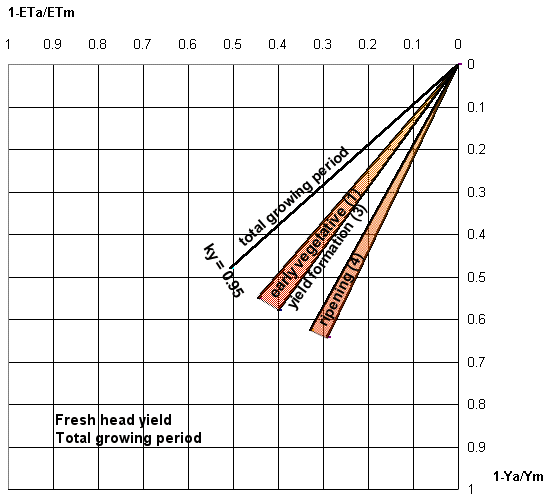 1-ETa/ETm
1 0.9 0.8 0.7 0.6 0.5 0.4 0.3 0.2 0.1 0
0
0.1
0.2
0.3
0.4
0.5
0.6
0.7
0.8
0.9
1
total growing period
ky = 0.95
early vegetative (1)
yield formation (3)
ripening (4)
Fresh head yield
Total growing period
1-Ya/Ym